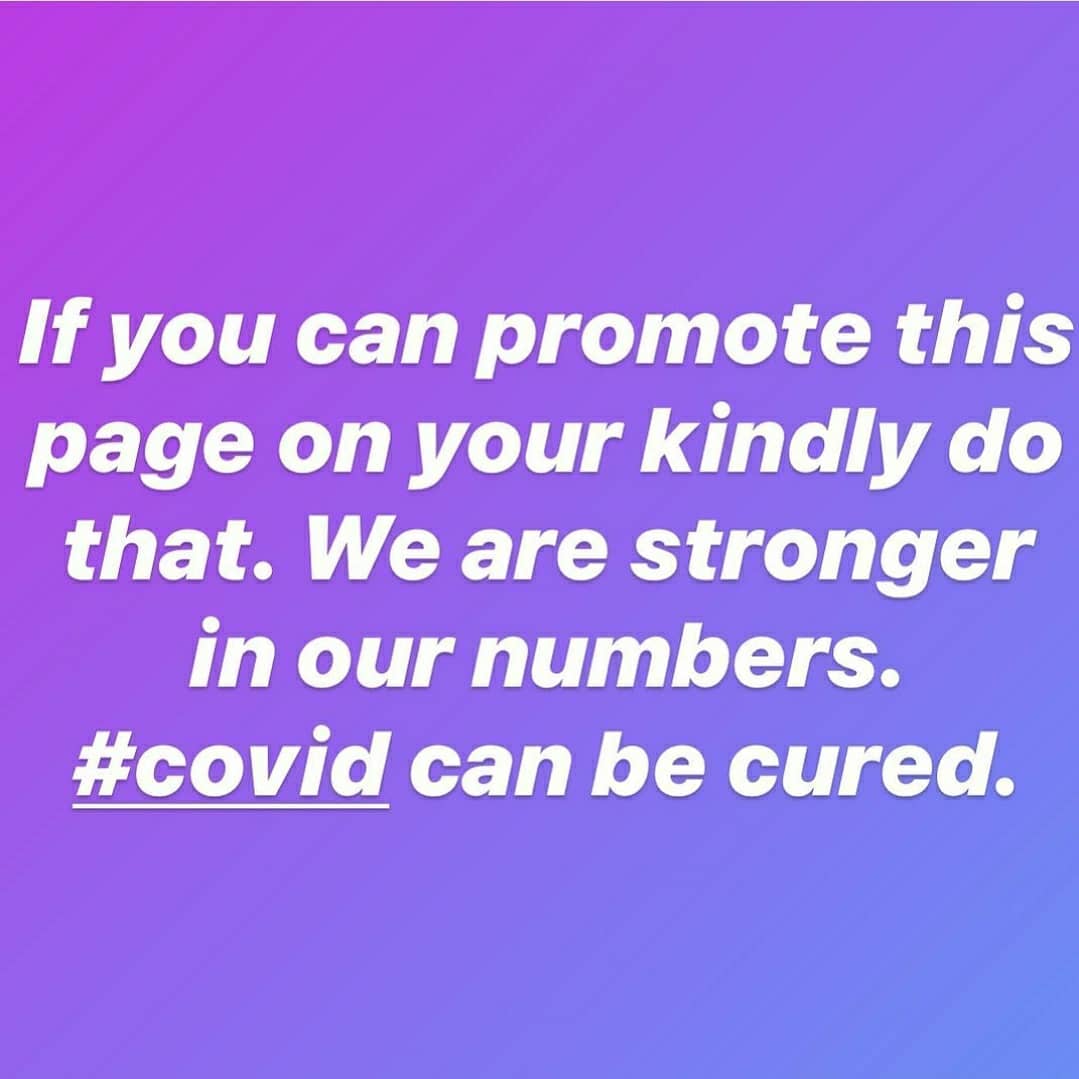 If you can promote this
page on your kindly do
that. We are stronger
in our numbers.
#covid can be cured.